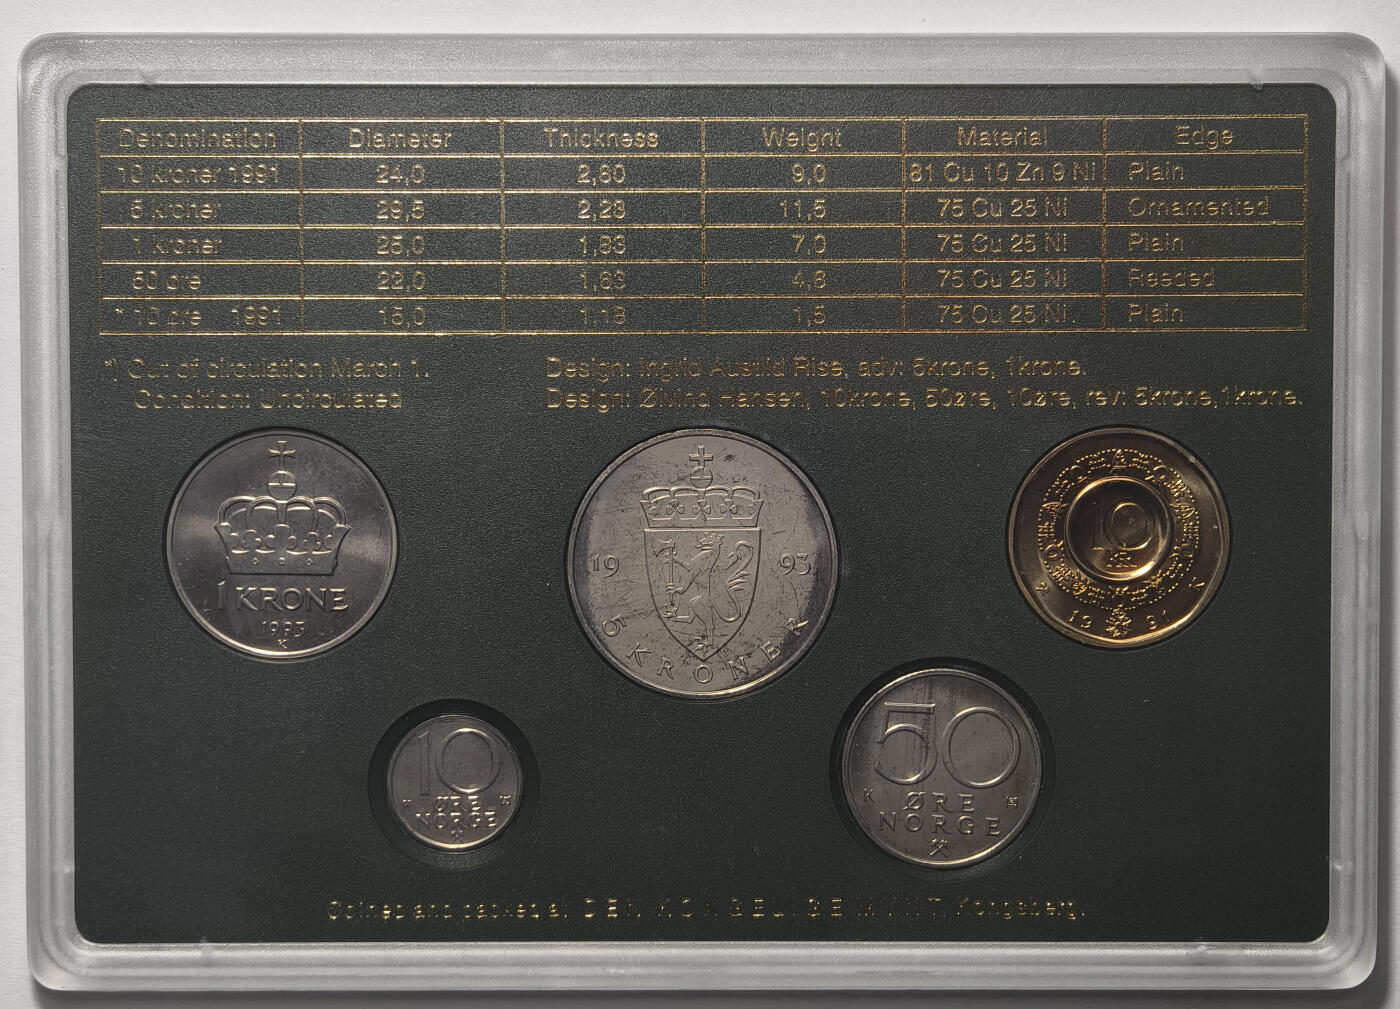 Denomination Diameter Thickness Weight Material Edge
10 kroner 1991 24,0 2,80 9,0 81 Cu 10 Zn 9 Ni Plain
5 kroner 29,5 2,23 11,5 75 Cu 25 Ni Ornamented
1 kroner 25,0 1,83 7,0 75 Cu 25 Ni Plain
50 øre 22,0 1,63 4,8 75 Cu 25 Ni Reeded
* 10 øre 1991 15,0 1,18 1,5 75 Cu 25 Ni Plain
*) Out of circulation March 1.
Condition: Uncirculated
Design: Ingrid Austlid Rise, adv: 5krone, 1krone.
Design: Øivind Hansen, 10krone, 50øre, 10øre, rev: 5krone,1krone.
1 KRONE
1993
K
19 93
5 KRONER
10
KR
19 91
K
10
ØRE
NORGE
50
K ØRE
NORGE
Coined and packed at DEN KONGELIGE MYNT, Kongsberg.